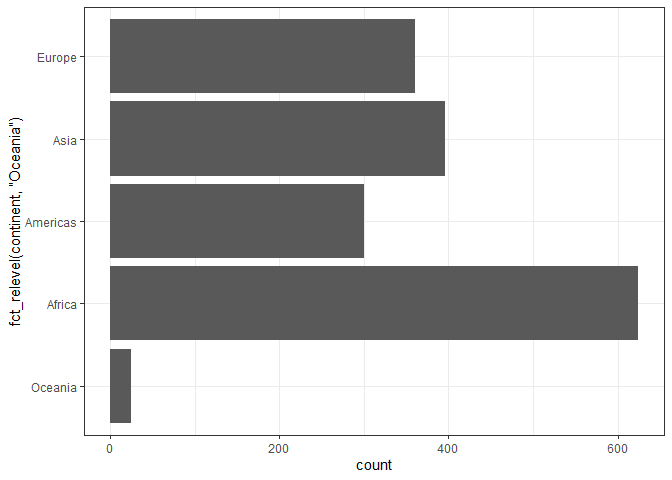 fct_relevel(continent, "Oceania")
Europe
Asia
Americas
Africa
Oceania
0 200 400 600
count